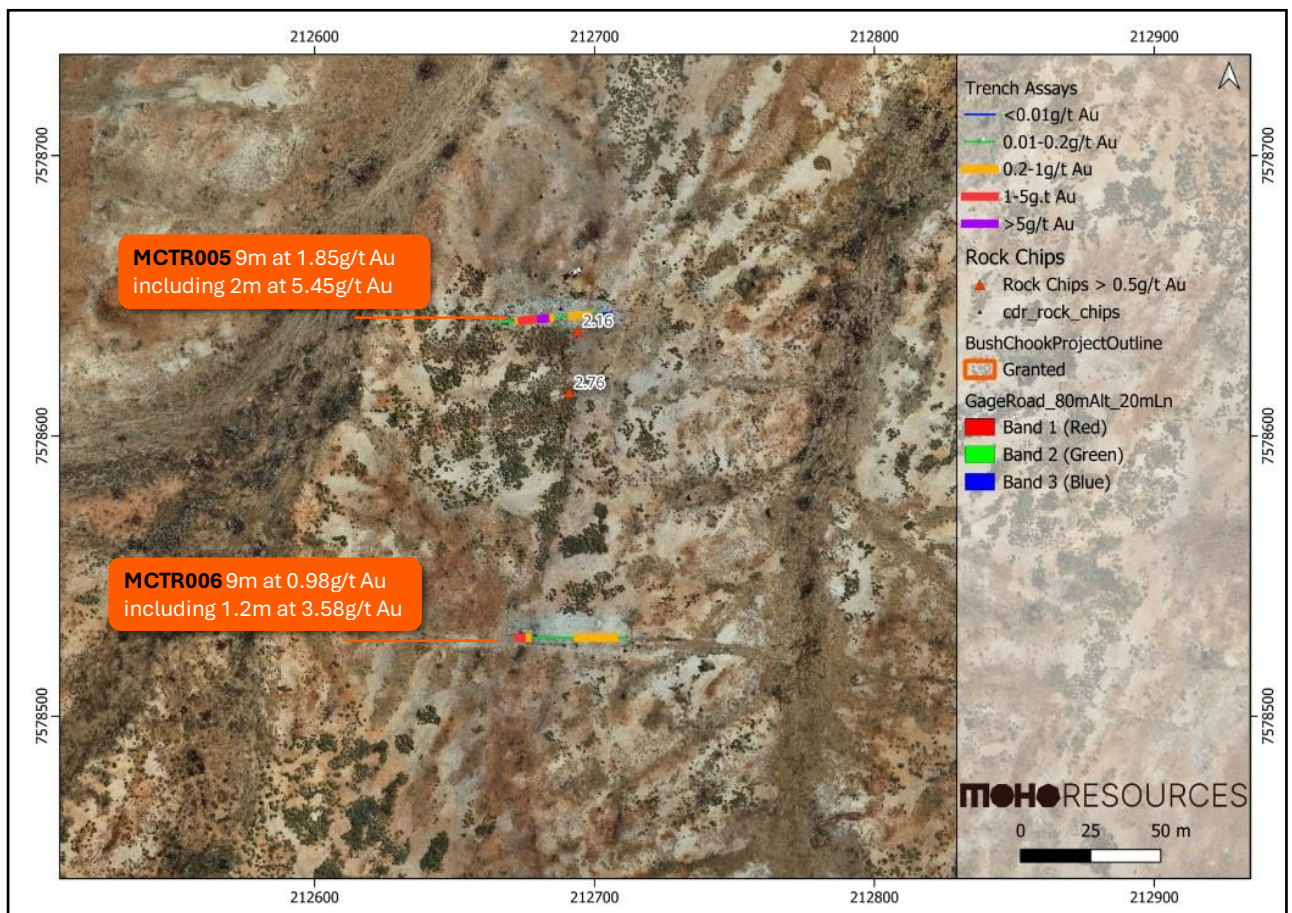 212600
212700
212800
212900
7578700
7578600
7578500
7578700
7578600
7578500
MCTR005 9m at 1.85g/t Au
including 2m at 5.45g/t Au
2.16
2.76
MCTR006 9m at 0.98g/t Au
including 1.2m at 3.58g/t Au
Trench Assays
<0.01g/t Au
0.01-0.2g/t Au
0.2-1g/t Au
1-5g.t Au
>5g/t Au
Rock Chips
Rock Chips > 0.5g/t Au
cdr_rock_chips
BushChookProjectOutline
Granted
GageRoad_80mAlt_20mLn
Band 1 (Red)
Band 2 (Green)
Band 3 (Blue)
MOHO RESOURCES
0 25 50 m
212600
212700
212800
212900